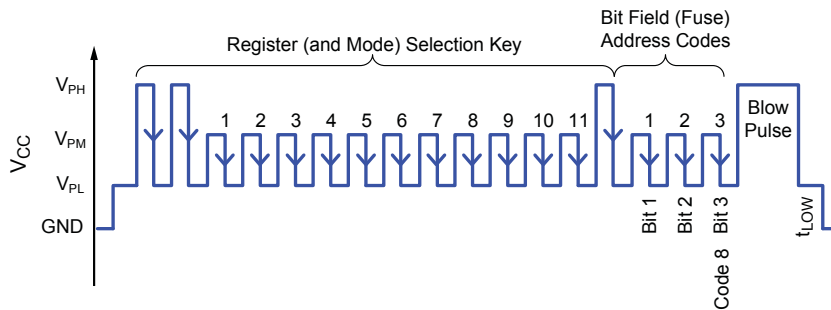 Register (and Mode) Selection Key
Bit Field (Fuse)
Address Codes
VCC
VPH
VPM
VPL
GND
1 2 3 4 5 6 7 8 9 10 11
1 2 3
Blow
Pulse
Bit 1
Bit 2
Bit 3
Code 8
tLOW